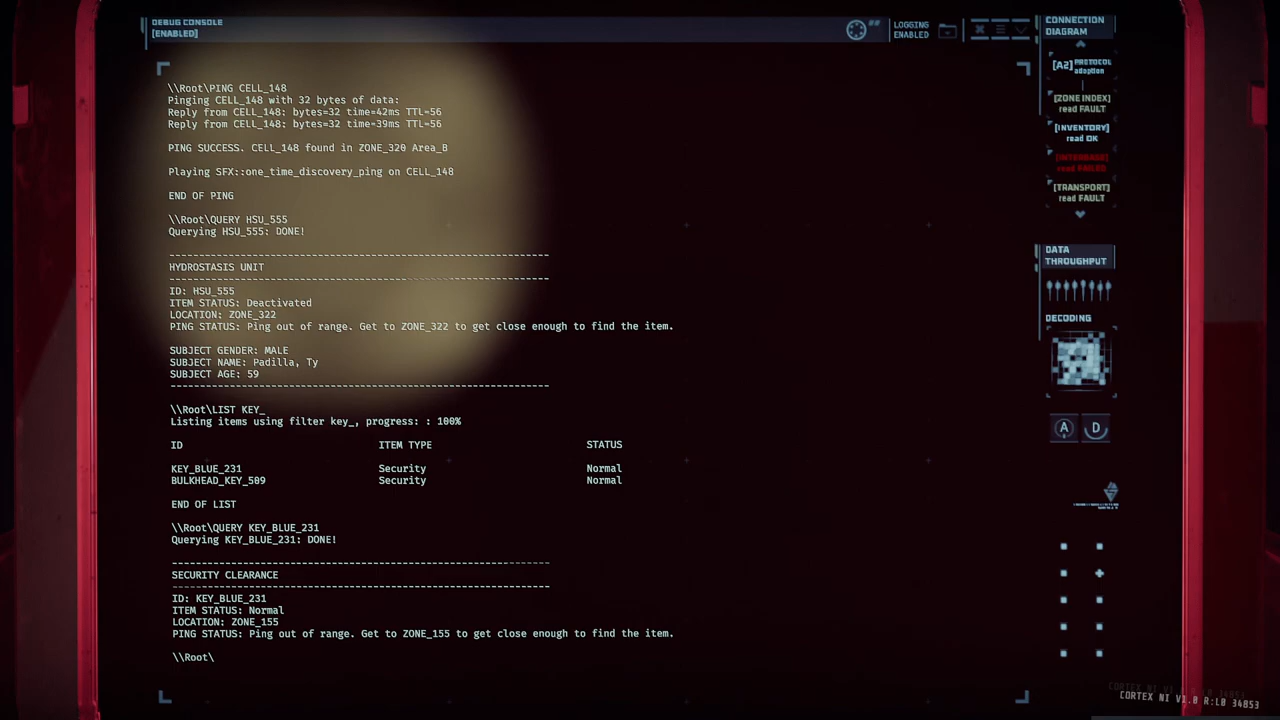 DEBUG CONSOLE
[ENABLED]
LOGGING
ENABLED
\\Root\PING CELL_148
Pinging CELL_148 with 32 bytes of data:
Reply from CELL_148: bytes=32 time=42ms TTL=56
Reply from CELL_148: bytes=32 time=39ms TTL=56
PING SUCCESS. CELL_148 found in ZONE_320 Area_B
Playing SFX::one_time_discovery_ping on CELL_148
END OF PING
\\Root\QUERY HSU_555
Querying HSU_555: DONE!
----------------------------------------------------------------
HYDROSTASIS UNIT
----------------------------------------------------------------
ID: HSU_555
ITEM STATUS: Deactivated
LOCATION: ZONE_322
PING STATUS: Ping out of range. Get to ZONE_322 to get close enough to find the item.
SUBJECT GENDER: MALE
SUBJECT NAME: Padilla, Ty
SUBJECT AGE: 59
----------------------------------------------------------------
\\Root\LIST KEY_
Listing items using filter key_, progress: : 100%
ID ITEM TYPE STATUS
KEY_BLUE_231 Security Normal
BULKHEAD_KEY_509 Security Normal
END OF LIST
\\Root\QUERY KEY_BLUE_231
Querying KEY_BLUE_231: DONE!
----------------------------------------------------------------
SECURITY CLEARANCE
----------------------------------------------------------------
ID: KEY_BLUE_231
ITEM STATUS: Normal
LOCATION: ZONE_155
PING STATUS: Ping out of range. Get to ZONE_155 to get close enough to find the item.
\\Root\
CONNECTION
DIAGRAM
[A2] PROTOCOL
adoption
[ZONE INDEX]
read FAULT
[INVENTORY]
read OK
[INTERBASE]
read FAILED
[TRANSPORT]
read FAULT
DATA
THROUGHPUT
DECODING
A D
CORTEX NI V1.0 R:L0 34853